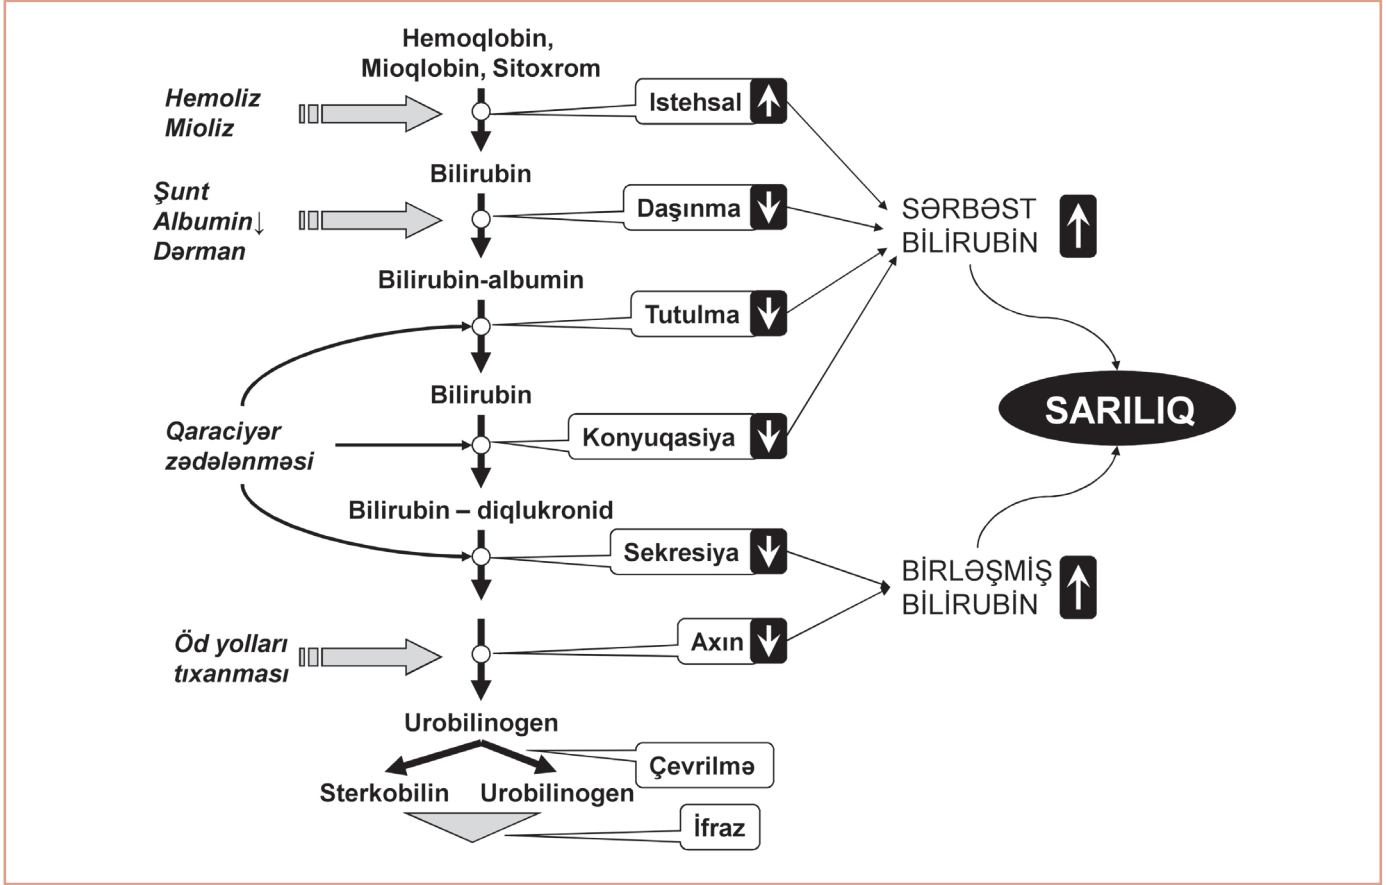 Hemoqlobin,
Mioqlobin, Sitoxrom
Hemoliz
Mioliz
Istehsal
Bilirubin
Şunt
Albumin↓
Dərman
Daşınma
SƏRBƏST
BİLİRUBİN
Bilirubin-albumin
Tutulma
Bilirubin
SARILIQ
Qaraciyər
zədələnməsi
Konyuqasiya
Bilirubin – diqlukronid
Sekresiya
BİRLƏŞMİŞ
BİLİRUBİN
Öd yolları
tıxanması
Axın
Urobilinogen
Çevrilmə
Sterkobilin
Urobilinogen
İfraz